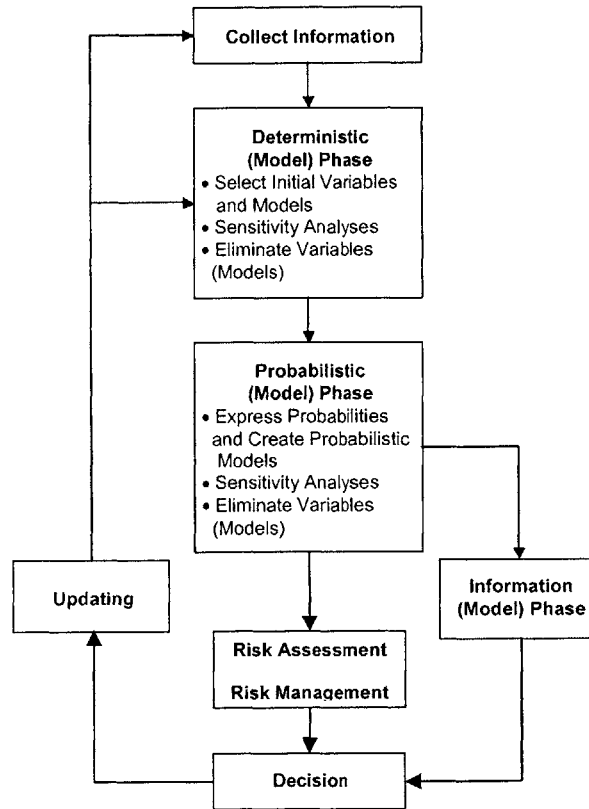 Collect Information
Deterministic
(Model) Phase
• Select Initial Variables
and Models
• Sensitivity Analyses
• Eliminate Variables
(Models)
Probabilistic
(Model) Phase
• Express Probabilities
and Create Probabilistic
Models
• Sensitivity Analyses
• Eliminate Variables
(Models)
Updating
Information
(Model) Phase
Risk Assessment
Risk Management
Decision